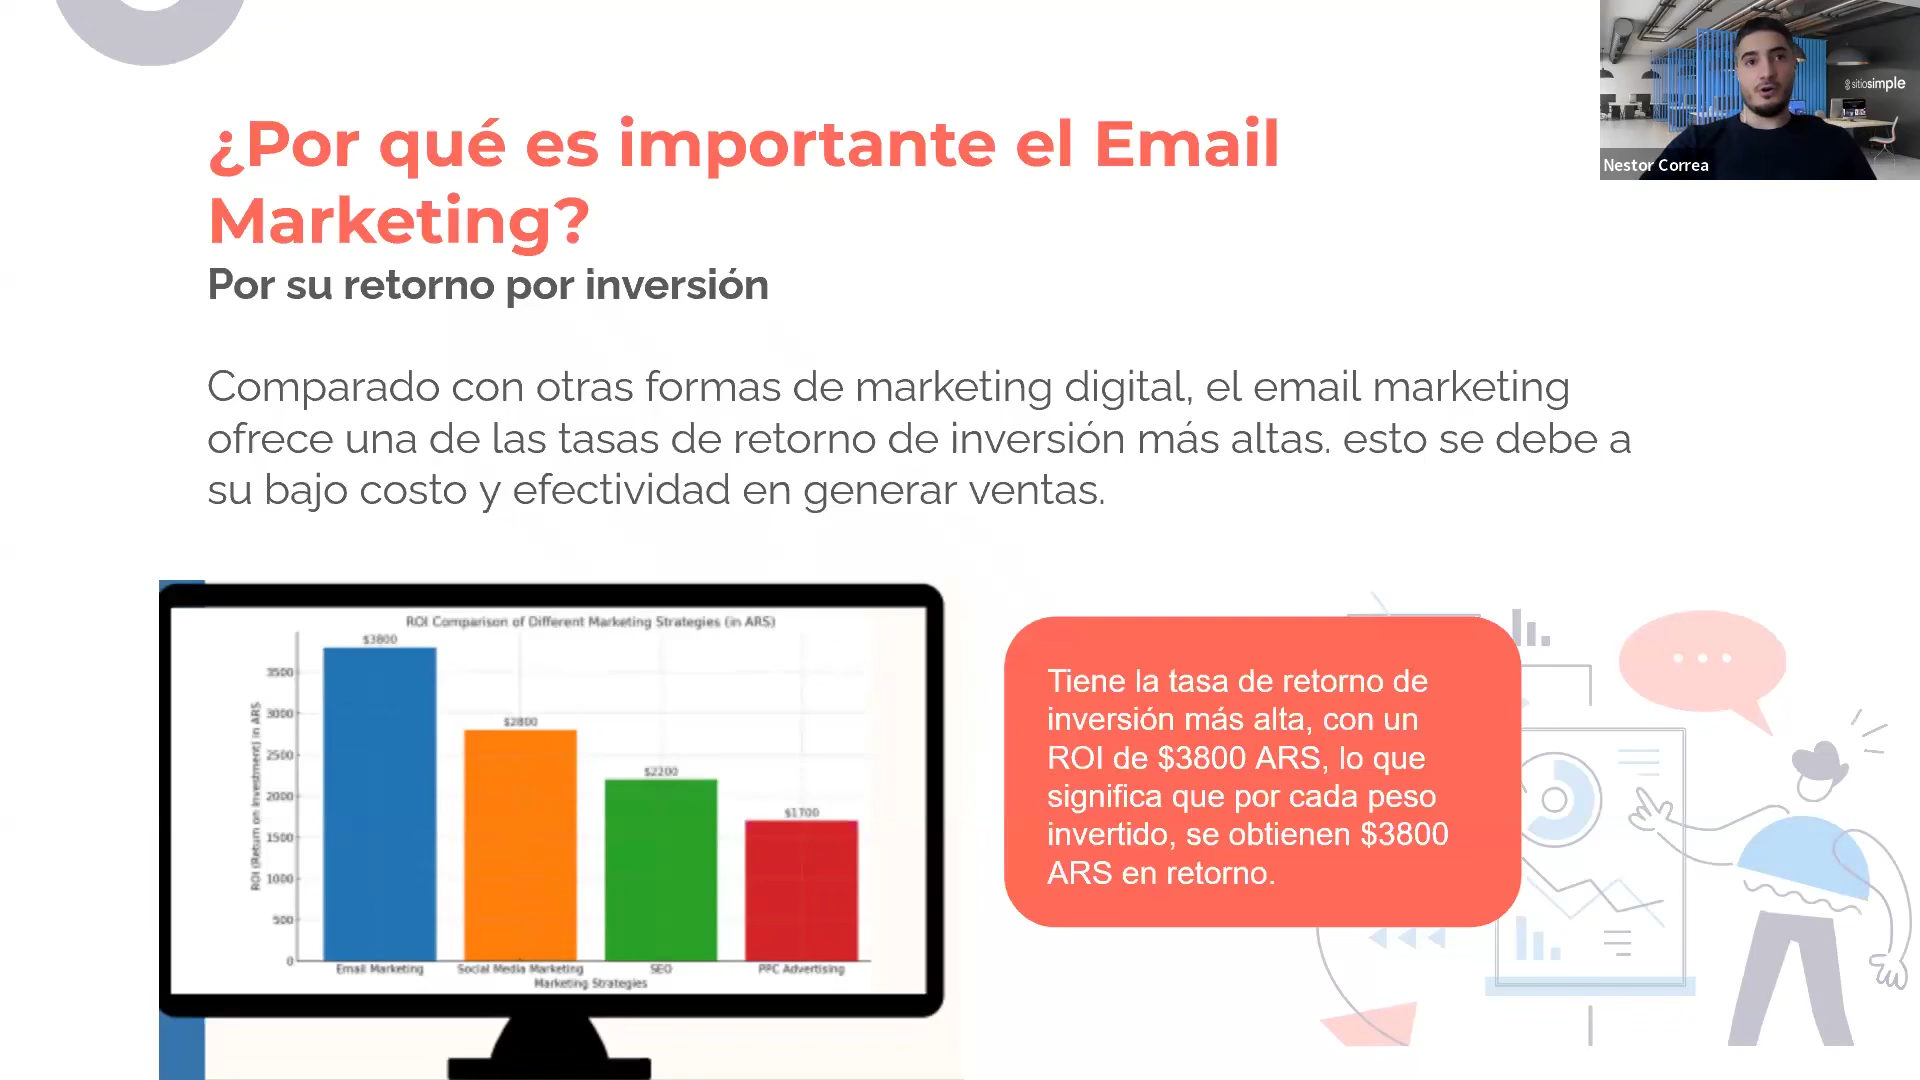 ¿Por qué es importante el Email
Marketing?
Por su retorno por inversión
Comparado con otras formas de marketing digital, el email marketing
ofrece una de las tasas de retorno de inversión más altas. esto se debe a
su bajo costo y efectividad en generar ventas.
sitiosimple
Nestor Correa
ROI Comparison of Different Marketing Strategies (in ARS)
ROI (Return on Investment) in ARS
3500
3000
2500
2000
1500
1000
500
0
$3800
$2800
$2200
$1700
Email Marketing
Social Media Marketing
SEO
PPC Advertising
Marketing Strategies
Tiene la tasa de retorno de
inversión más alta, con un
ROI de $3800 ARS, lo que
significa que por cada peso
invertido, se obtienen $3800
ARS en retorno.